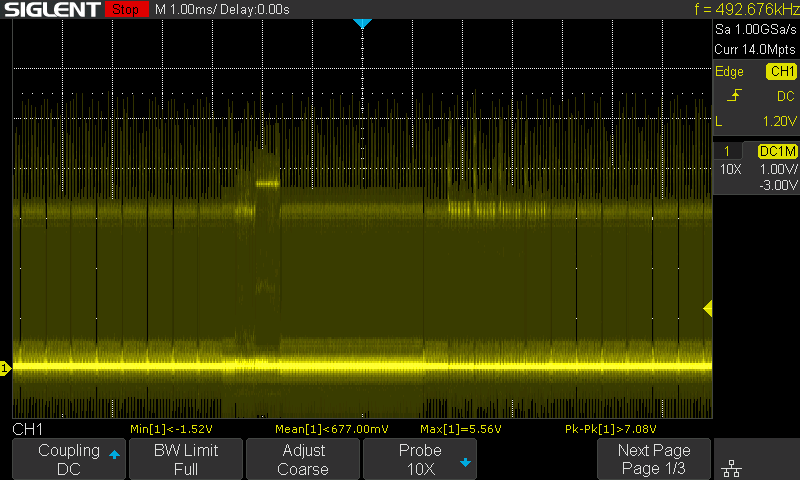 SIGLENT Stop M 1.00ms/ Delay:0.00s f = 492.676kHz
Sa 1.00GSa/s
Curr 14.0Mpts
Edge CH1
DC
L 1.20V
1 DC1M
10X 1.00V/
-3.00V
1
CH1 Min[1]<-1.52V Mean[1]<677.00mV Max[1]=5.56V Pk-Pk[1]>7.08V
Coupling BW Limit Adjust Probe Next Page
DC Full Coarse 10X Page 1/3